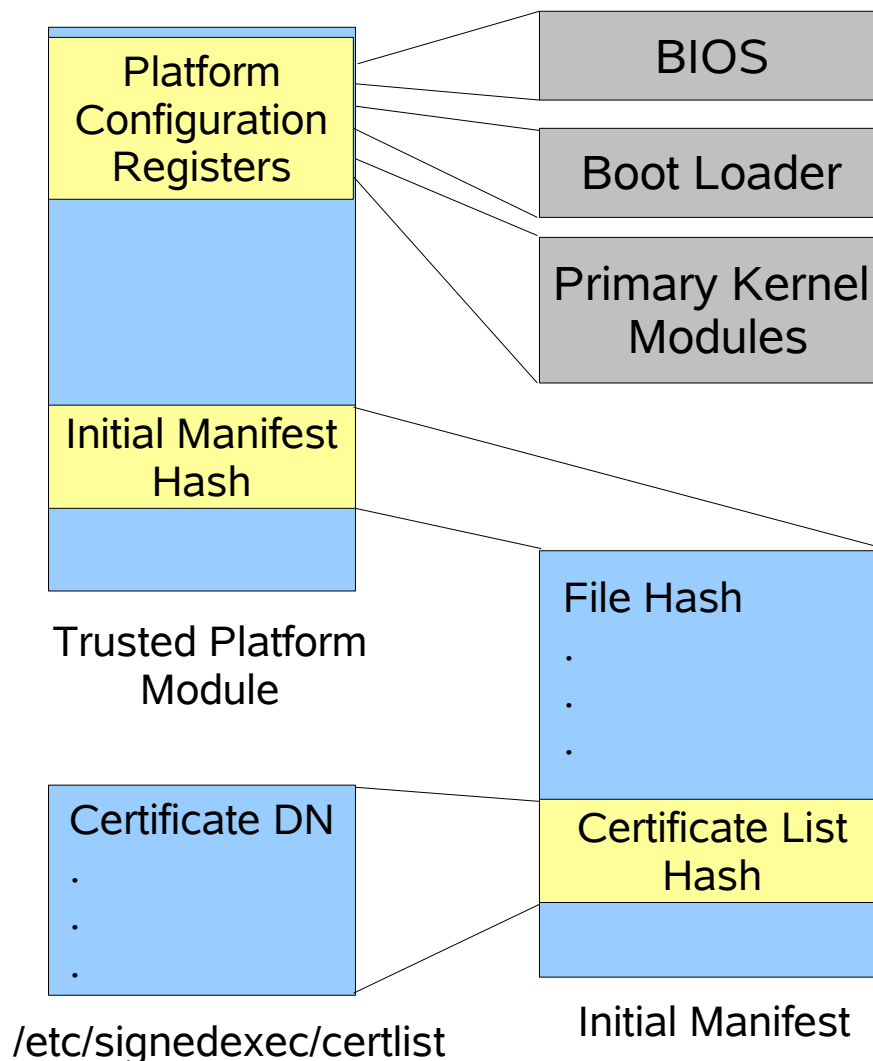 Platform
Configuration
Registers
BIOS
Boot Loader
Primary Kernel
Modules
Initial Manifest
Hash
Trusted Platform
Module
File Hash
.
.
.
Certificate List
Hash
Initial Manifest
Certificate DN
.
.
.
/etc/signedexec/certlist